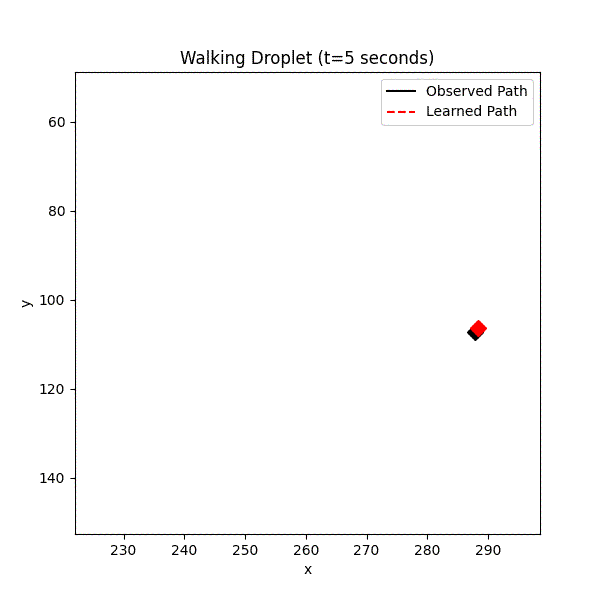 Walking Droplet (t=5 seconds)
Observed Path
Learned Path
60
80
100
120
140
y
230
240
250
260
270
280
290
x